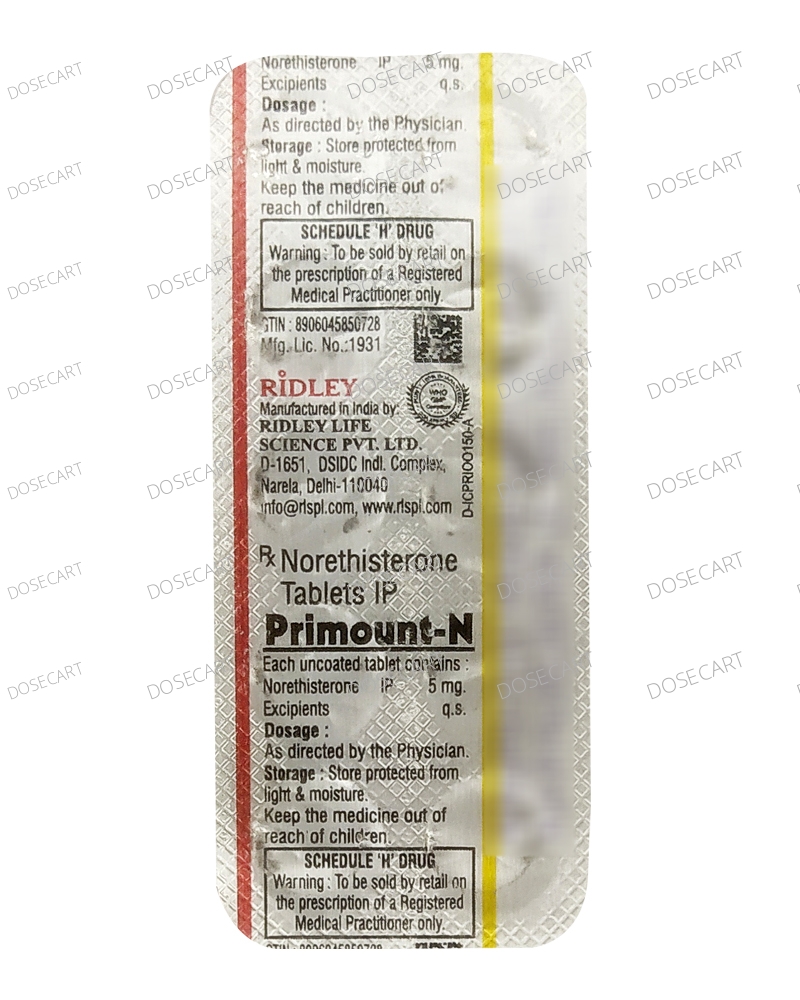 Norethisterone IP 5 mg.
Excipients q.s.
Dosage :
As directed by the Physician.
Storage : Store protected from
light & moisture.
Keep the medicine out of
reach of children.
SCHEDULE 'H' DRUG
Warning : To be sold by retail on
the prescription of a Registered
Medical Practitioner only.
GTIN : 8906045850728
Mfg. Lic. No.:1931
RiDLEY
WHO
GMP
Manufactured in India by:
RIDLEY LIFE
SCIENCE PVT. LTD.
D-1651, DSIDC Indl. Complex,
Narela, Delhi-110040
info@rlspl.com, www.rlspl.com
D-ICPRIOO150-A
Rx Norethisterone
Tablets IP
Primount-N
Each uncoated tablet contains :
Norethisterone IP 5 mg.
Excipients q.s.
Dosage :
As directed by the Physician.
Storage : Store protected from
light & moisture.
Keep the medicine out of
reach of children.
SCHEDULE 'H' DRUG
Warning : To be sold by retail on
the prescription of a Registered
Medical Practitioner only.
GTIN : 8906045850728
DOSECART